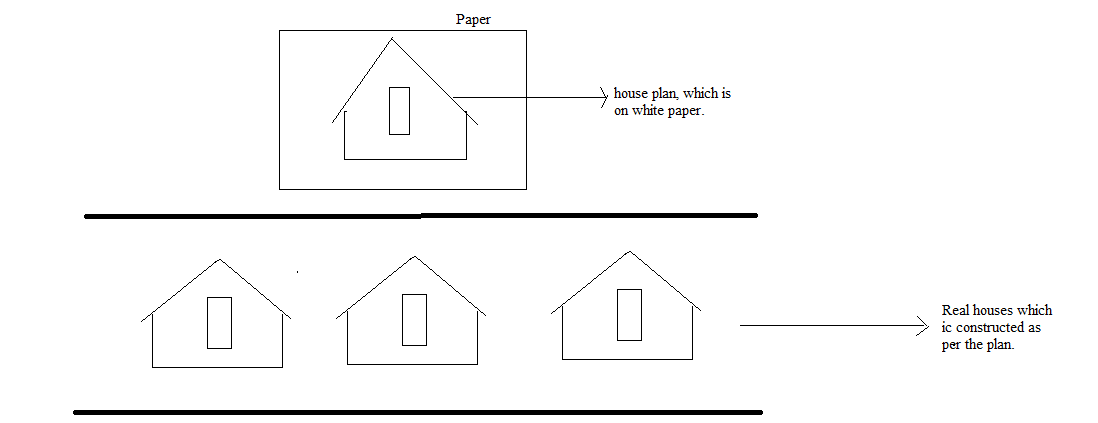 Paper
house plan, which is
on white paper.
Real houses which
ic constructed as
per the plan.